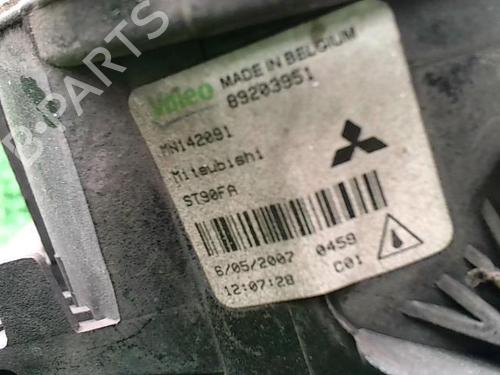 B-PARTS
Valeo
MADE IN BELGIUM
89203951
MN142091
Mitsubishi
ST90FA
6/05/2007 0459
12:07:28 C01